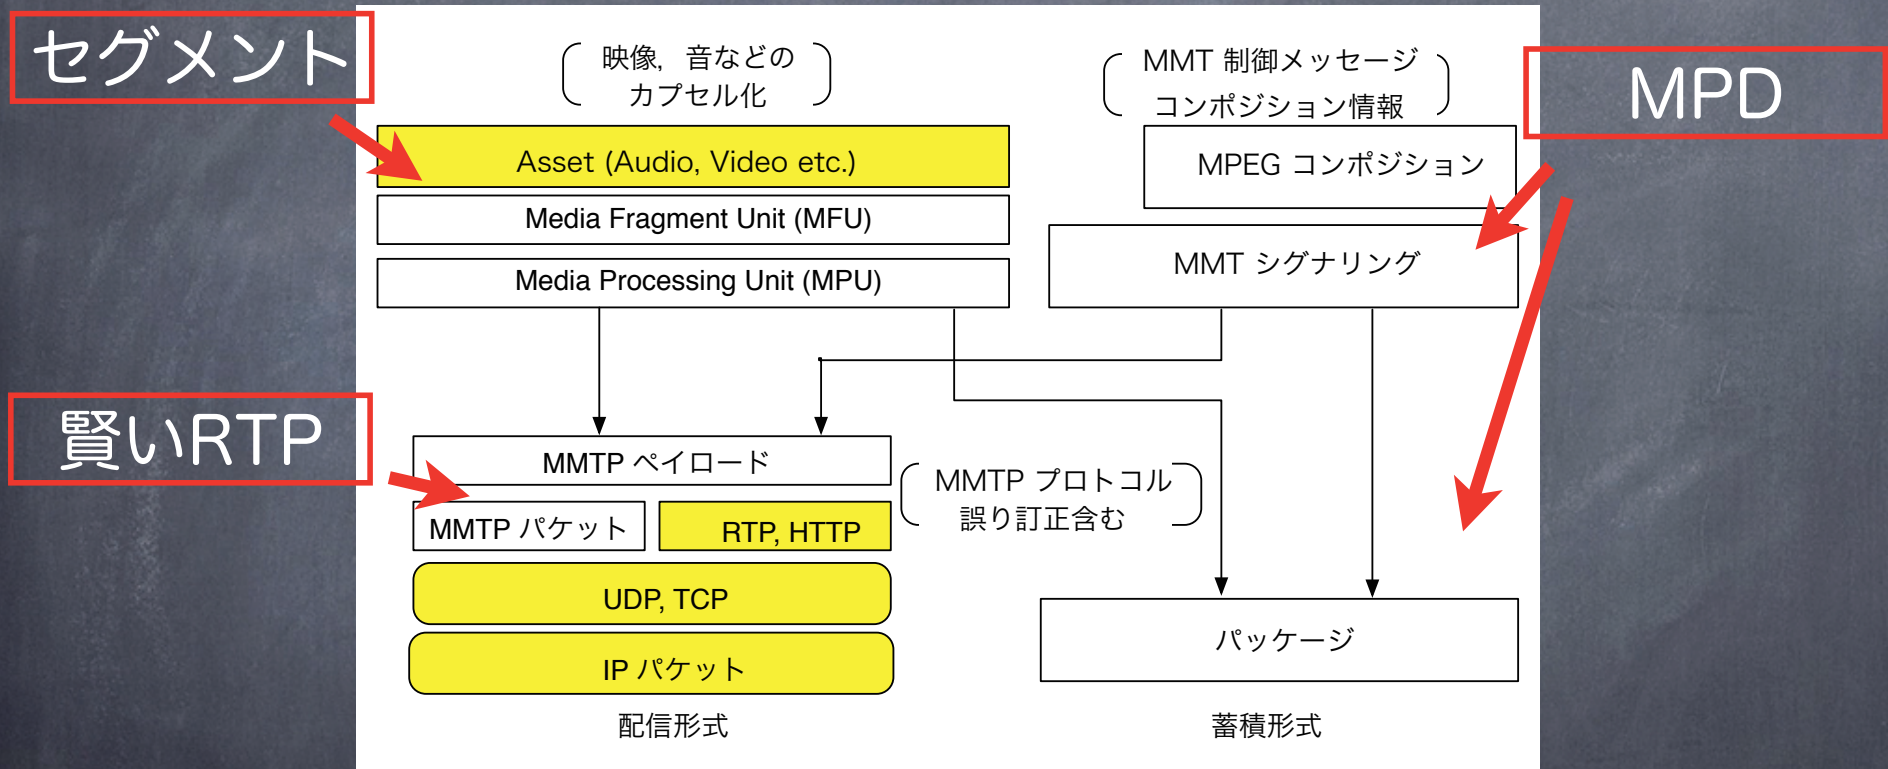 セグメント
映像，音などの
カプセル化
MMT 制御メッセージ
コンポジション情報
MPD
Asset (Audio, Video etc.)
MPEG コンポジション
Media Fragment Unit (MFU)
MMT シグナリング
Media Processing Unit (MPU)
賢いRTP
MMTP ペイロード
MMTP プロトコル
誤り訂正含む
MMTP パケット
RTP, HTTP
UDP, TCP
IP パケット
パッケージ
配信形式
蓄積形式